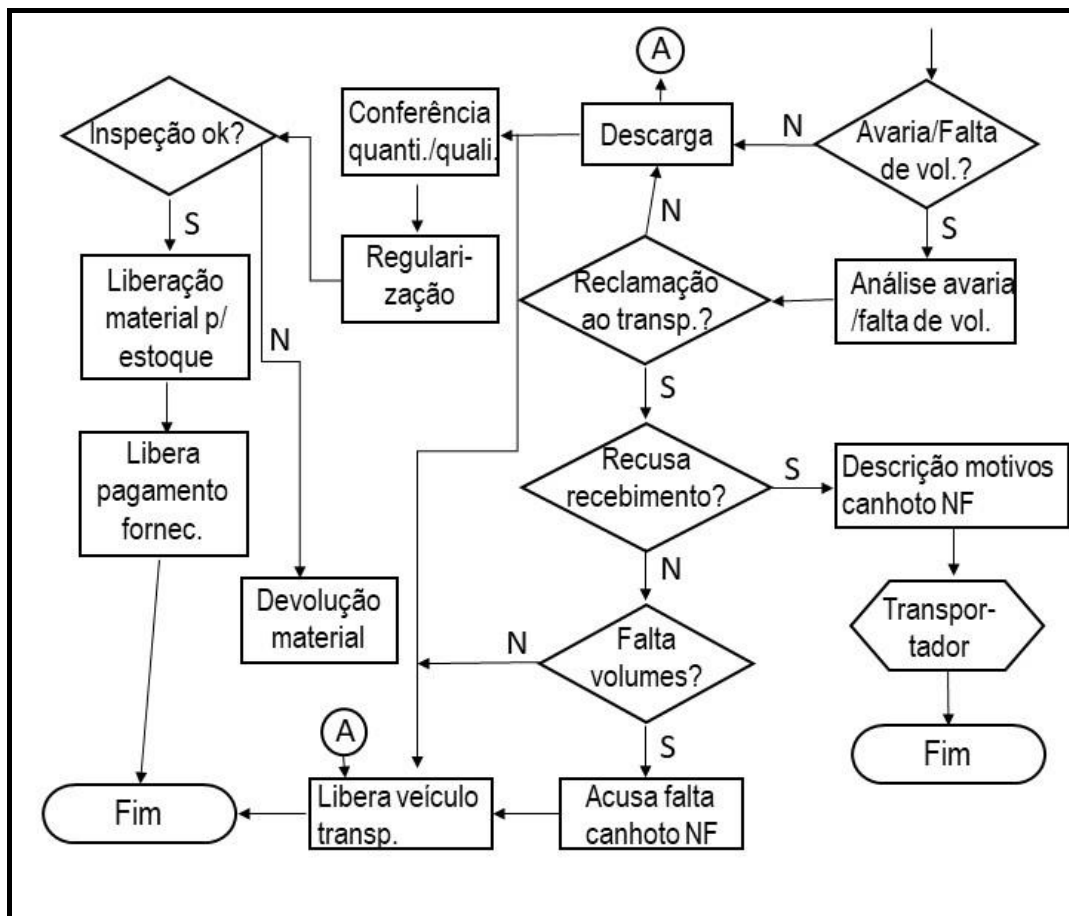 A
Inspeção ok?
Conferência
quanti./quali.
Descarga
N
Avaria/Falta
de vol.?
S
Liberação
material p/
estoque
Regulari-
zação
N
Reclamação
ao transp.?
S
Análise avaria
/falta de vol.
N
S
Libera
pagamento
fornec.
Recusa
recebimento?
S
Descrição motivos
canhoto NF
N
Devolução
material
N
Falta
volumes?
Transpor-
tador
A
S
Fim
Fim
Libera veículo
transp.
Acusa falta
canhoto NF